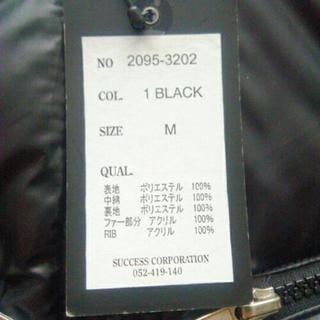 NO 2095-3202
COL. 1 BLACK
SIZE M
QUAL.
表地 ポリエステル 100%
中綿 ポリエステル 100%
裏地 ポリエステル 100%
ファー部分 アクリル 100%
RIB アクリル 100%
SUCCESS CORPORATION
052-419-140